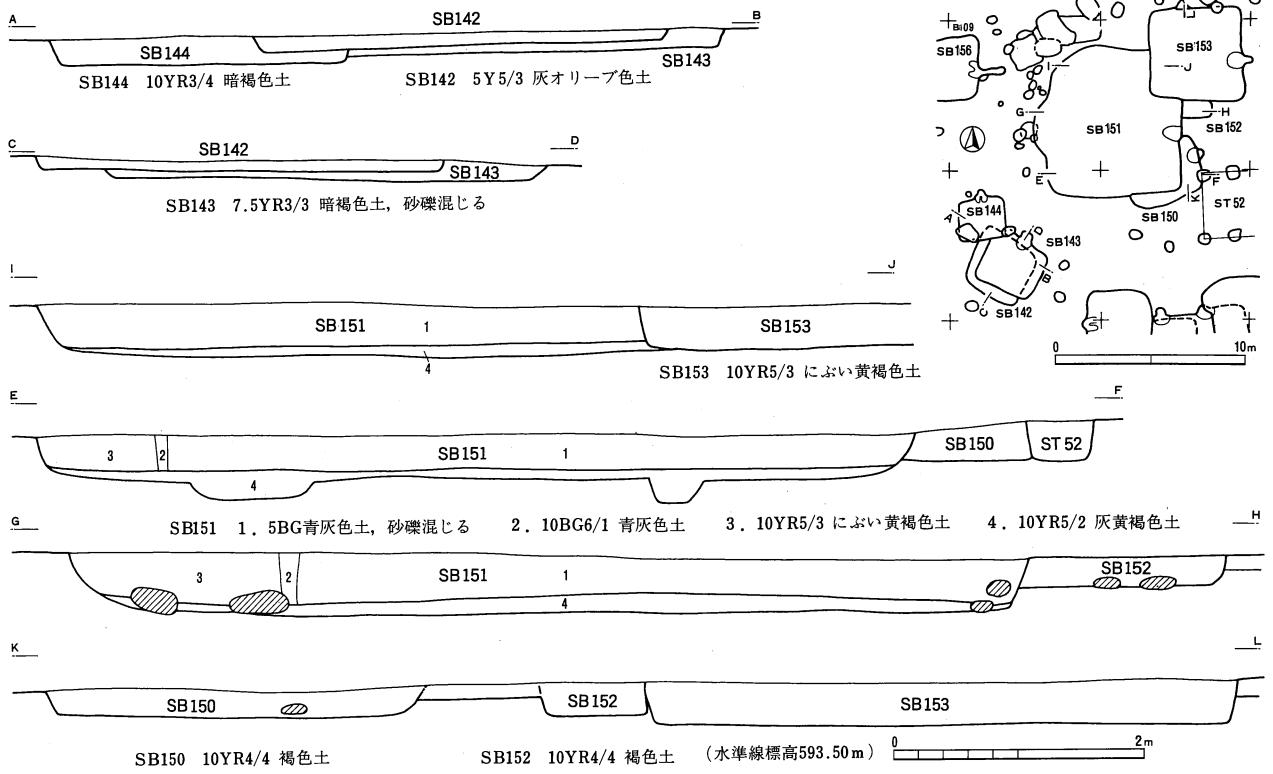 A SB142 B
SB144 SB143
SB144 10YR3/4 暗褐色土 SB142 5Y5/3 灰オリーブ色土
C SB142 D
SB143
SB143 7.5YR3/3 暗褐色土，砂礫混じる
I J
SB151 1 SB153
4
SB153 10YR5/3 にぶい黄褐色土
E F
3 2 SB151 1 SB150 ST52
4
SB151 1. 5BG青灰色土，砂礫混じる 2. 10BG6/1 青灰色土 3. 10YR5/3 にぶい黄褐色土 4. 10YR5/2 灰黄褐色土
G H
3 2 SB151 1 SB152
4
K L
SB150 SB152 SB153
SB150 10YR4/4 褐色土 SB152 10YR4/4 褐色土 (水準線標高593.50m)
0 2m
Bi09
SB156 SB153
I J
G H
SB151 SB152
E F
K
SB150 ST52
A SB144
D SB143
B
C SB142
0 10m